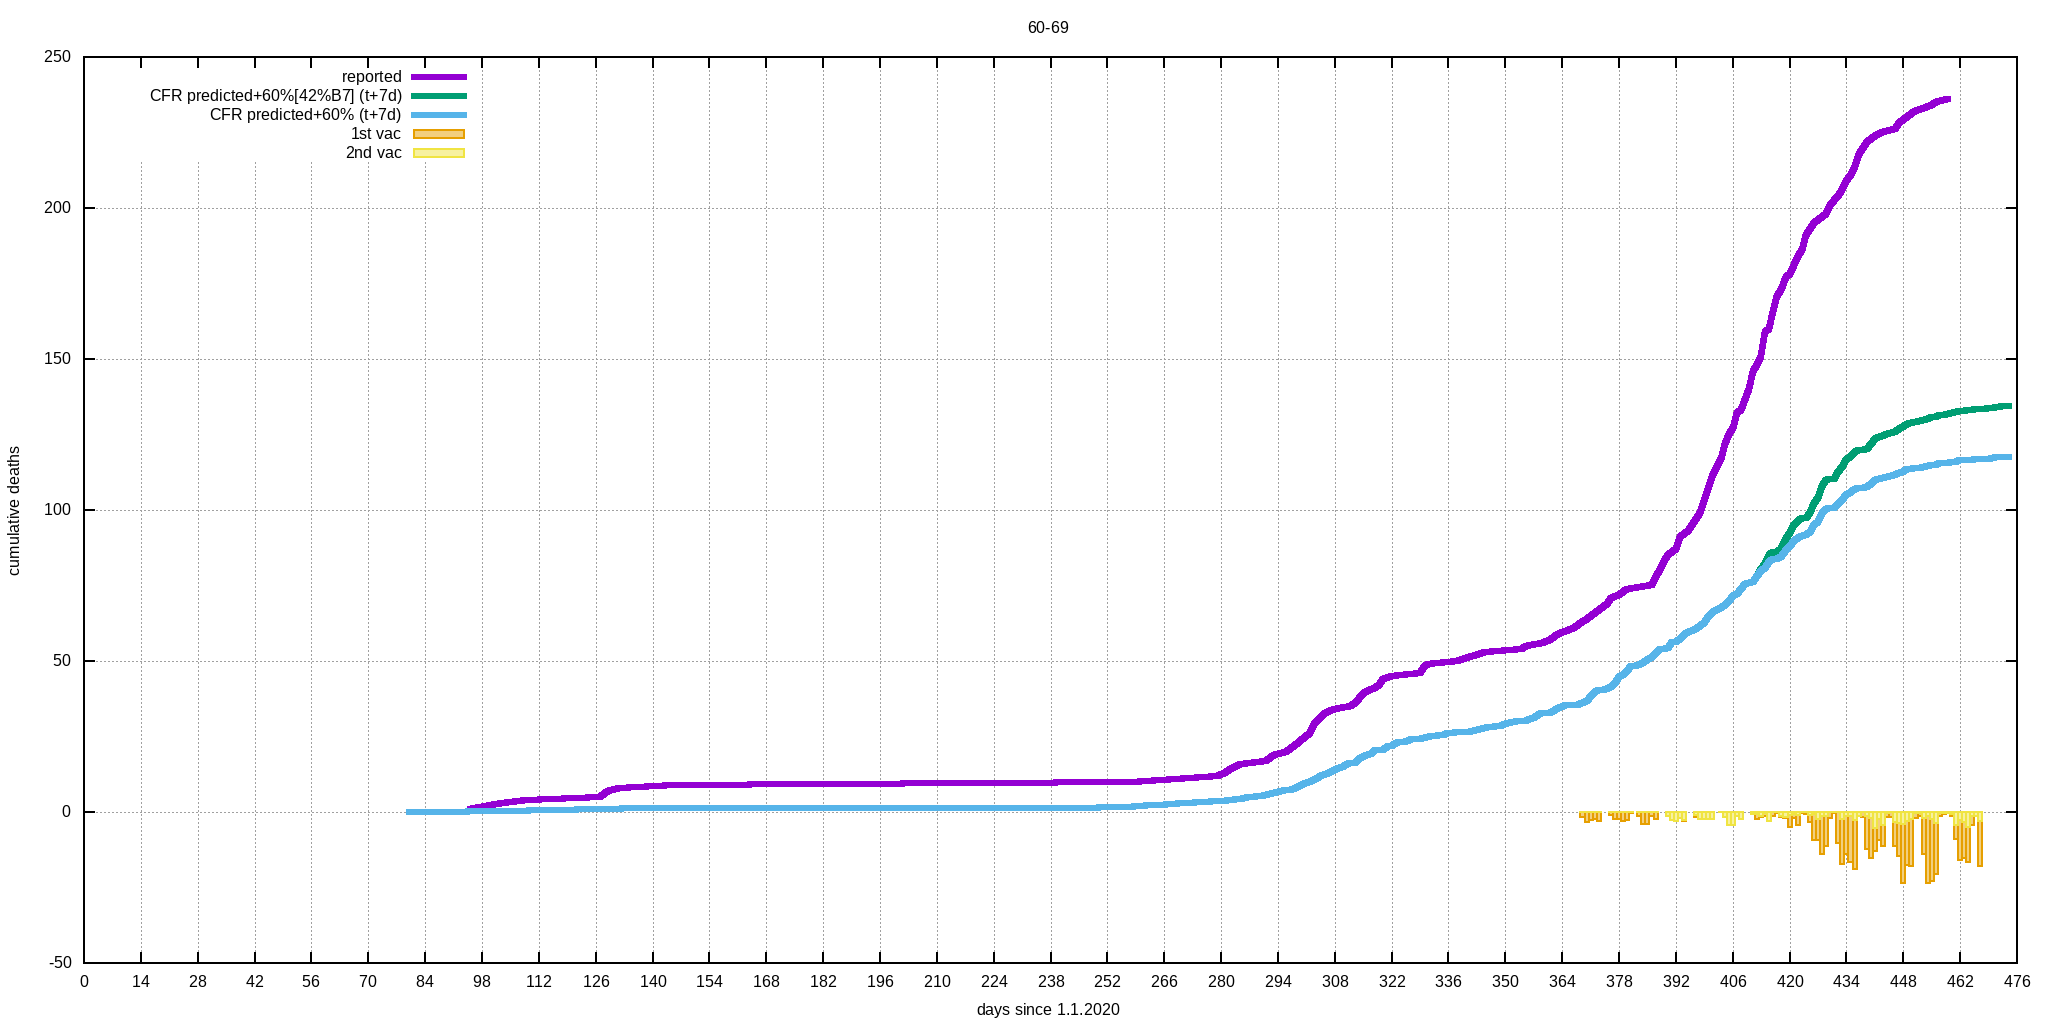 60-69
250
200
150
100
50
0
-50
reported
CFR predicted+60%[42%B7] (t+7d)
CFR predicted+60% (t+7d)
1st vac
2nd vac
cumulative deaths
0 14 28 42 56 70 84 98 112 126 140 154 168 182 196 210 224 238 252 266 280 294 308 322 336 350 364 378 392 406 420 434 448 462 476
days since 1.1.2020